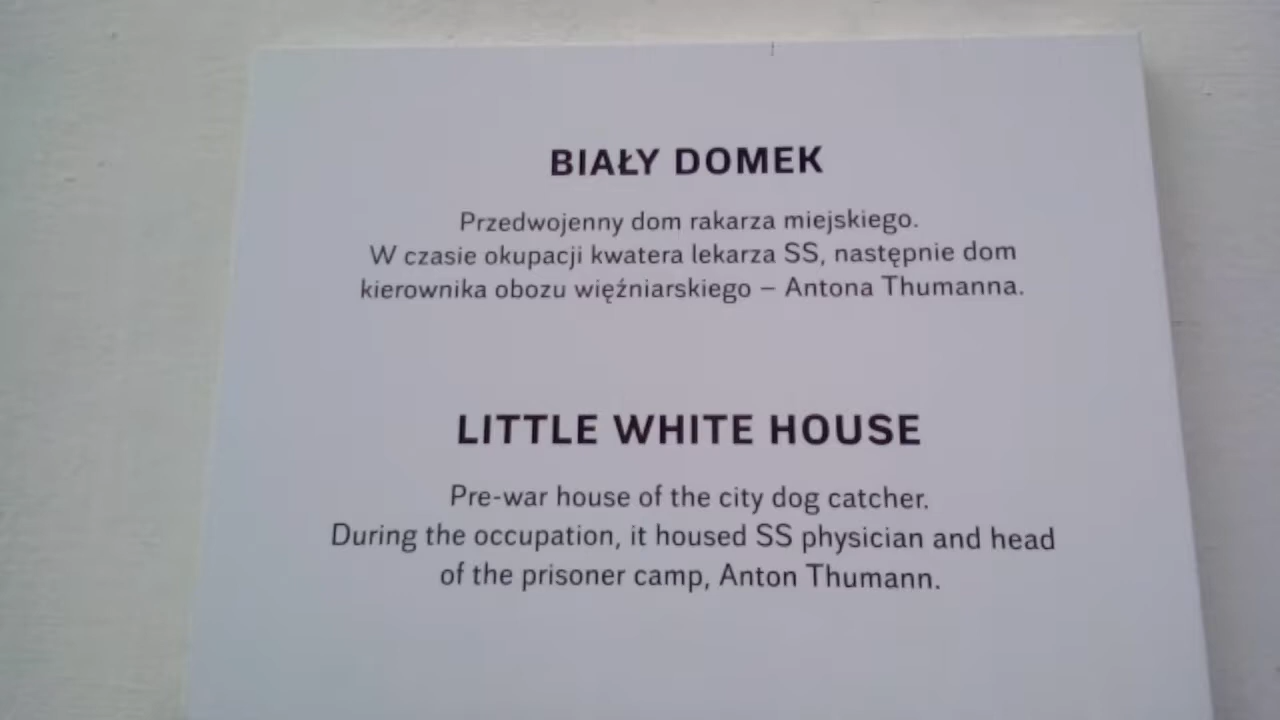 BIAŁY DOMEK
Przedwojenny dom rakarza miejskiego.
W czasie okupacji kwatera lekarza SS, następnie dom
kierownika obozu więźniarskiego – Antona Thumanna.
LITTLE WHITE HOUSE
Pre-war house of the city dog catcher.
During the occupation, it housed SS physician and head
of the prisoner camp, Anton Thumann.